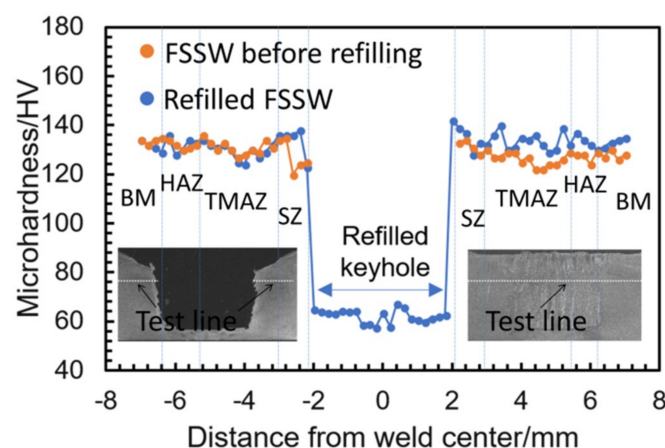 180
160
140
120
100
80
60
40
Microhardness/HV
FSSW before refilling
Refilled FSSW
BM
HAZ
TMAZ
SZ
SZ
TMAZ
HAZ
BM
Refilled
keyhole
Test line
Test line
-8 -6 -4 -2 0 2 4 6 8
Distance from weld center/mm